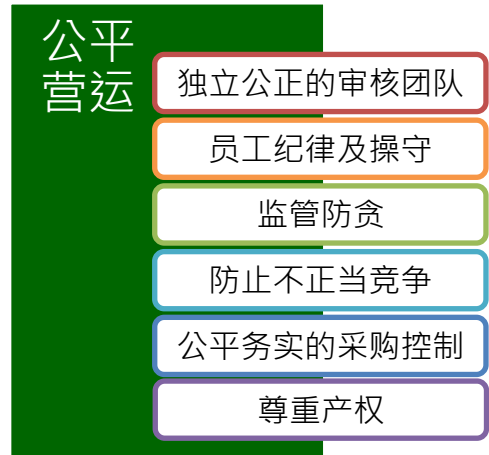 公平
营运
独立公正的审核团队
员工纪律及操守
监管防贪
防止不正当竞争
公平务实的采购控制
尊重产权